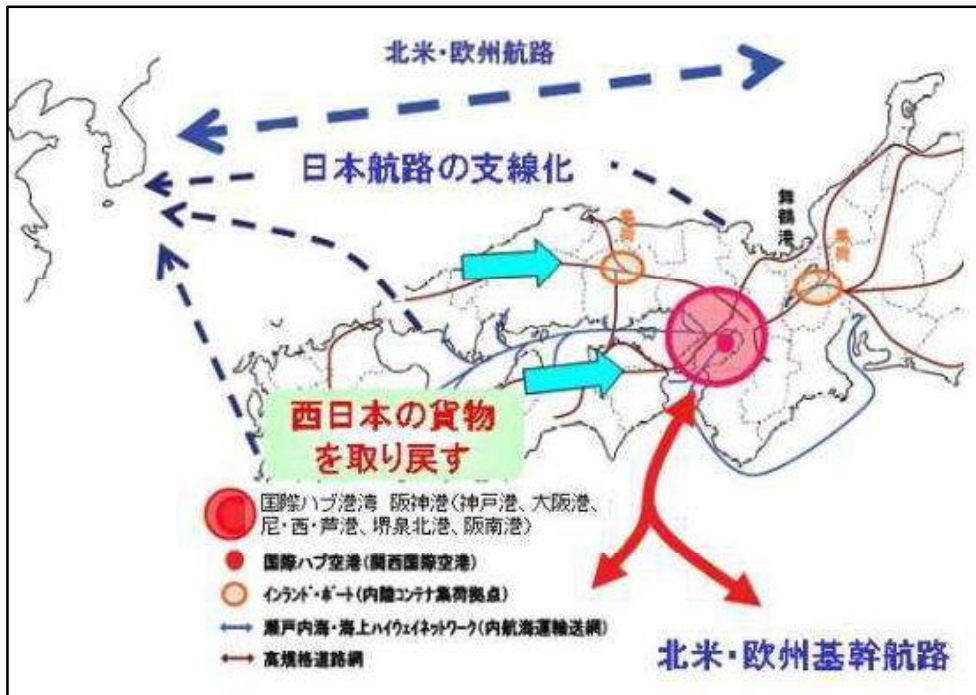 北米・欧州航路
日本航路の支線化
舞鶴港
西日本の貨物
を取り戻す
国際ハブ港湾 阪神港(神戸港、大阪港、
尼・西・芦港、堺泉北港、阪南港)
国際ハブ空港(関西国際空港)
インランド・ポート(内陸コンテナ集荷拠点)
瀬戸内海・海上ハイウェイネットワーク(内航海運輸送網)
高規格道路網
北米・欧州基幹航路